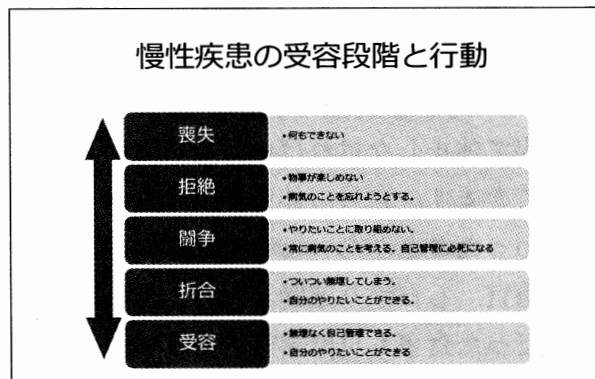 慢性疾患の受容段階と行動
喪失
・何もできない
拒絶
・物事が楽しめない
・病気のことを忘れようとする。
闘争
・やりたいことに取り組めない。
・常に病気のことを考える。自己管理に必死になる
折合
・ついつい無理してしまう。
・自分のやりたいことができる。
受容
・無理なく自己管理できる。
・自分のやりたいことができる